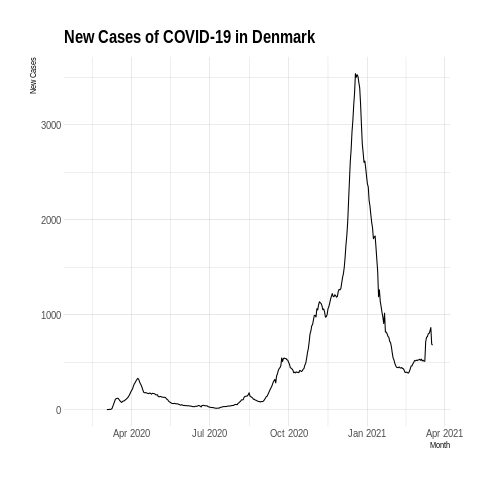 New Cases of COVID-19 in Denmark
New Cases
3000
2000
1000
0
Apr 2020 Jul 2020 Oct 2020 Jan 2021 Apr 2021
Month